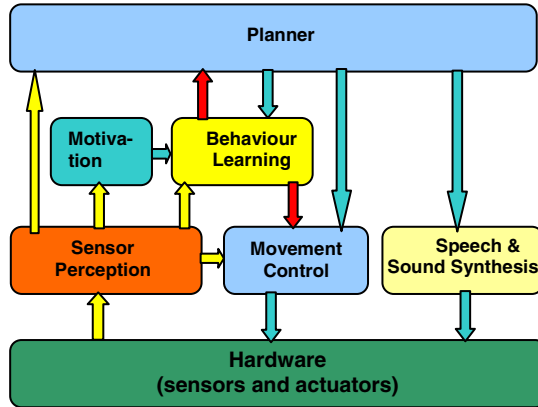 Planner
Motiva-
tion
Behaviour
Learning
Sensor
Perception
Movement
Control
Speech &
Sound Synthesis
Hardware
(sensors and actuators)